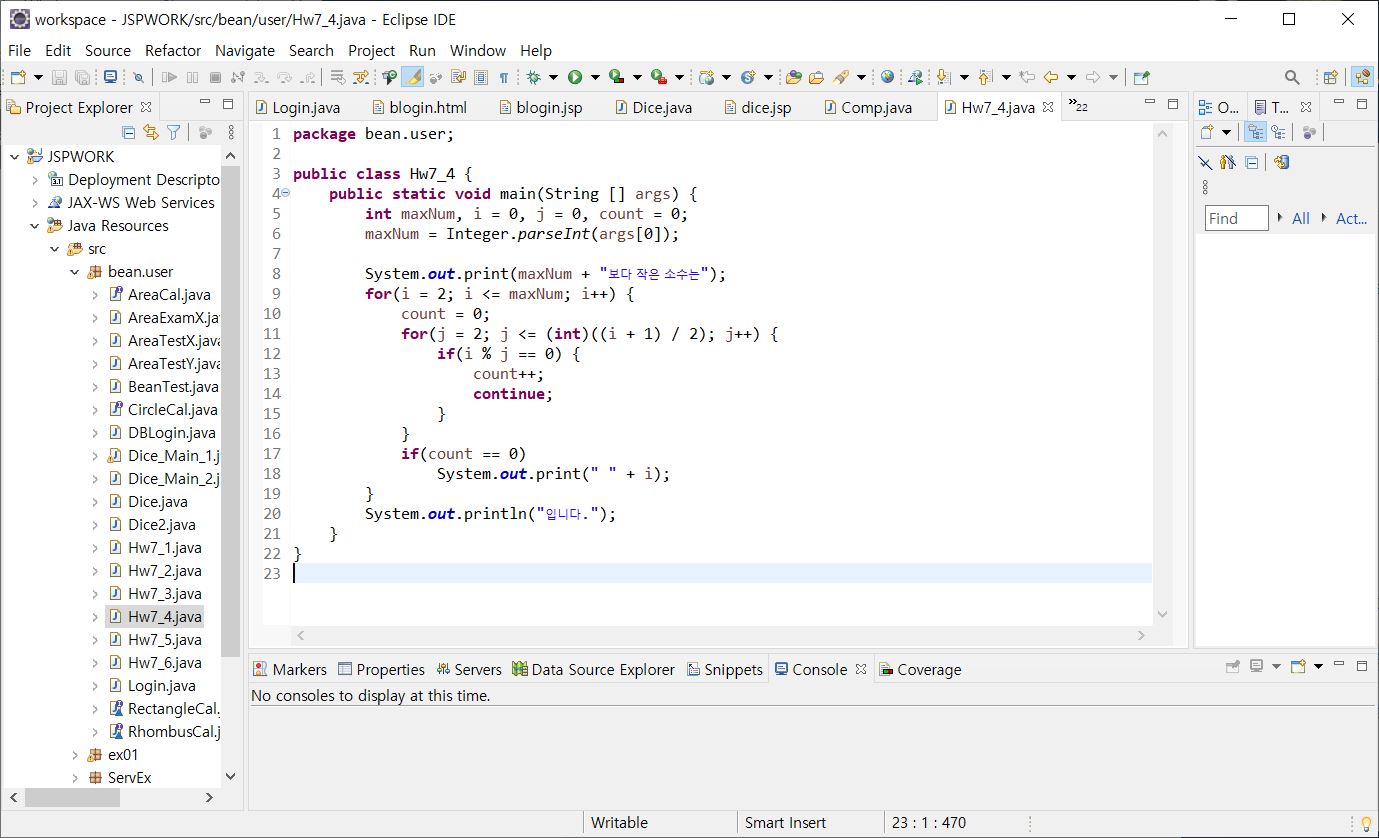 workspace - JSPWORK/src/bean/user/Hw7_4.java - Eclipse IDE
File Edit Source Refactor Navigate Search Project Run Window Help
Project Explorer
JSPWORK
Deployment Descripto
JAX-WS Web Services
Java Resources
src
bean.user
AreaCal.java
AreaExamX.ja
AreaTestX.java
AreaTestY.java
BeanTest.java
CircleCal.java
DBLogin.java
Dice_Main_1.j
Dice_Main_2.j
Dice.java
Dice2.java
Hw7_1.java
Hw7_2.java
Hw7_3.java
Hw7_4.java
Hw7_5.java
Hw7_6.java
Login.java
RectangleCal.
RhombusCal.j
ex01
ServEx
Login.java blogin.html blogin.jsp Dice.java dice.jsp Comp.java Hw7_4.java »22
1 package bean.user;
2
3 public class Hw7_4 {
4 public static void main(String [] args) {
5 int maxNum, i = 0, j = 0, count = 0;
6 maxNum = Integer.parseInt(args[0]);
7
8 System.out.print(maxNum + "보다 작은 소수는");
9 for(i = 2; i <= maxNum; i++) {
10 count = 0;
11 for(j = 2; j <= (int)((i + 1) / 2); j++) {
12 if(i % j == 0) {
13 count++;
14 continue;
15 }
16 }
17 if(count == 0)
18 System.out.print(" " + i);
19 }
20 System.out.println("입니다.");
21 }
22 }
23
O... T...
Find All Act...
Markers Properties Servers Data Source Explorer Snippets Console Coverage
No consoles to display at this time.
Writable Smart Insert 23 : 1 : 470